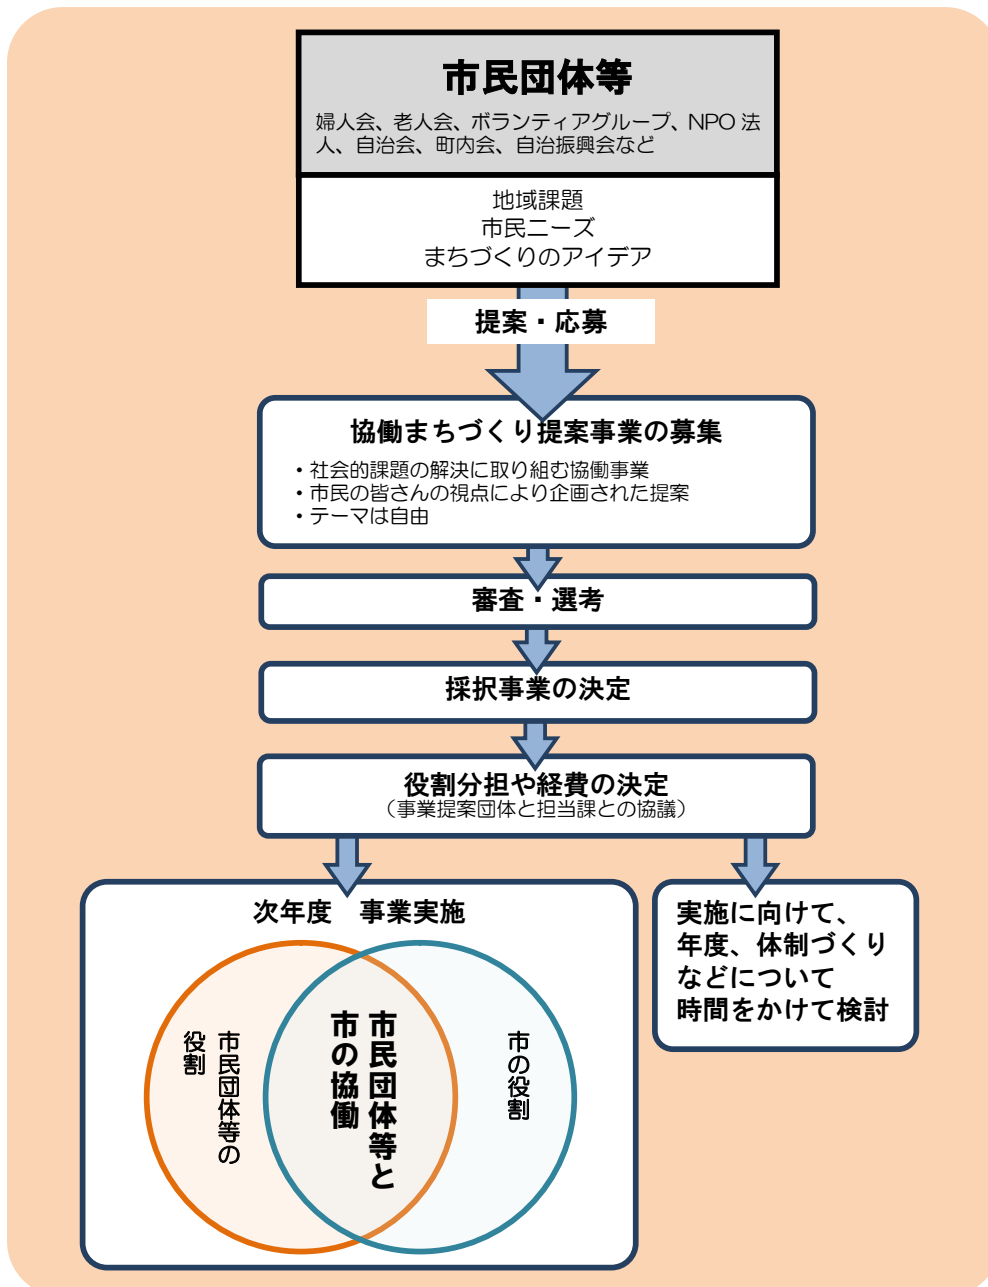 市民団体等
婦人会、老人会、ボランティアグループ、NPO 法
人、自治会、町内会、自治振興会など
地域課題
市民ニーズ
まちづくりのアイデア
提案・応募
協働まちづくり提案事業の募集
・社会的課題の解決に取り組む協働事業
・市民の皆さんの視点により企画された提案
・テーマは自由
審査・選考
採択事業の決定
役割分担や経費の決定
（事業提案団体と担当課との協議）
次年度　事業実施
市民団体等の
役割
市民団体等と
市の協働
市の役割
実施に向けて、
年度、体制づくり
などについて
時間をかけて検討